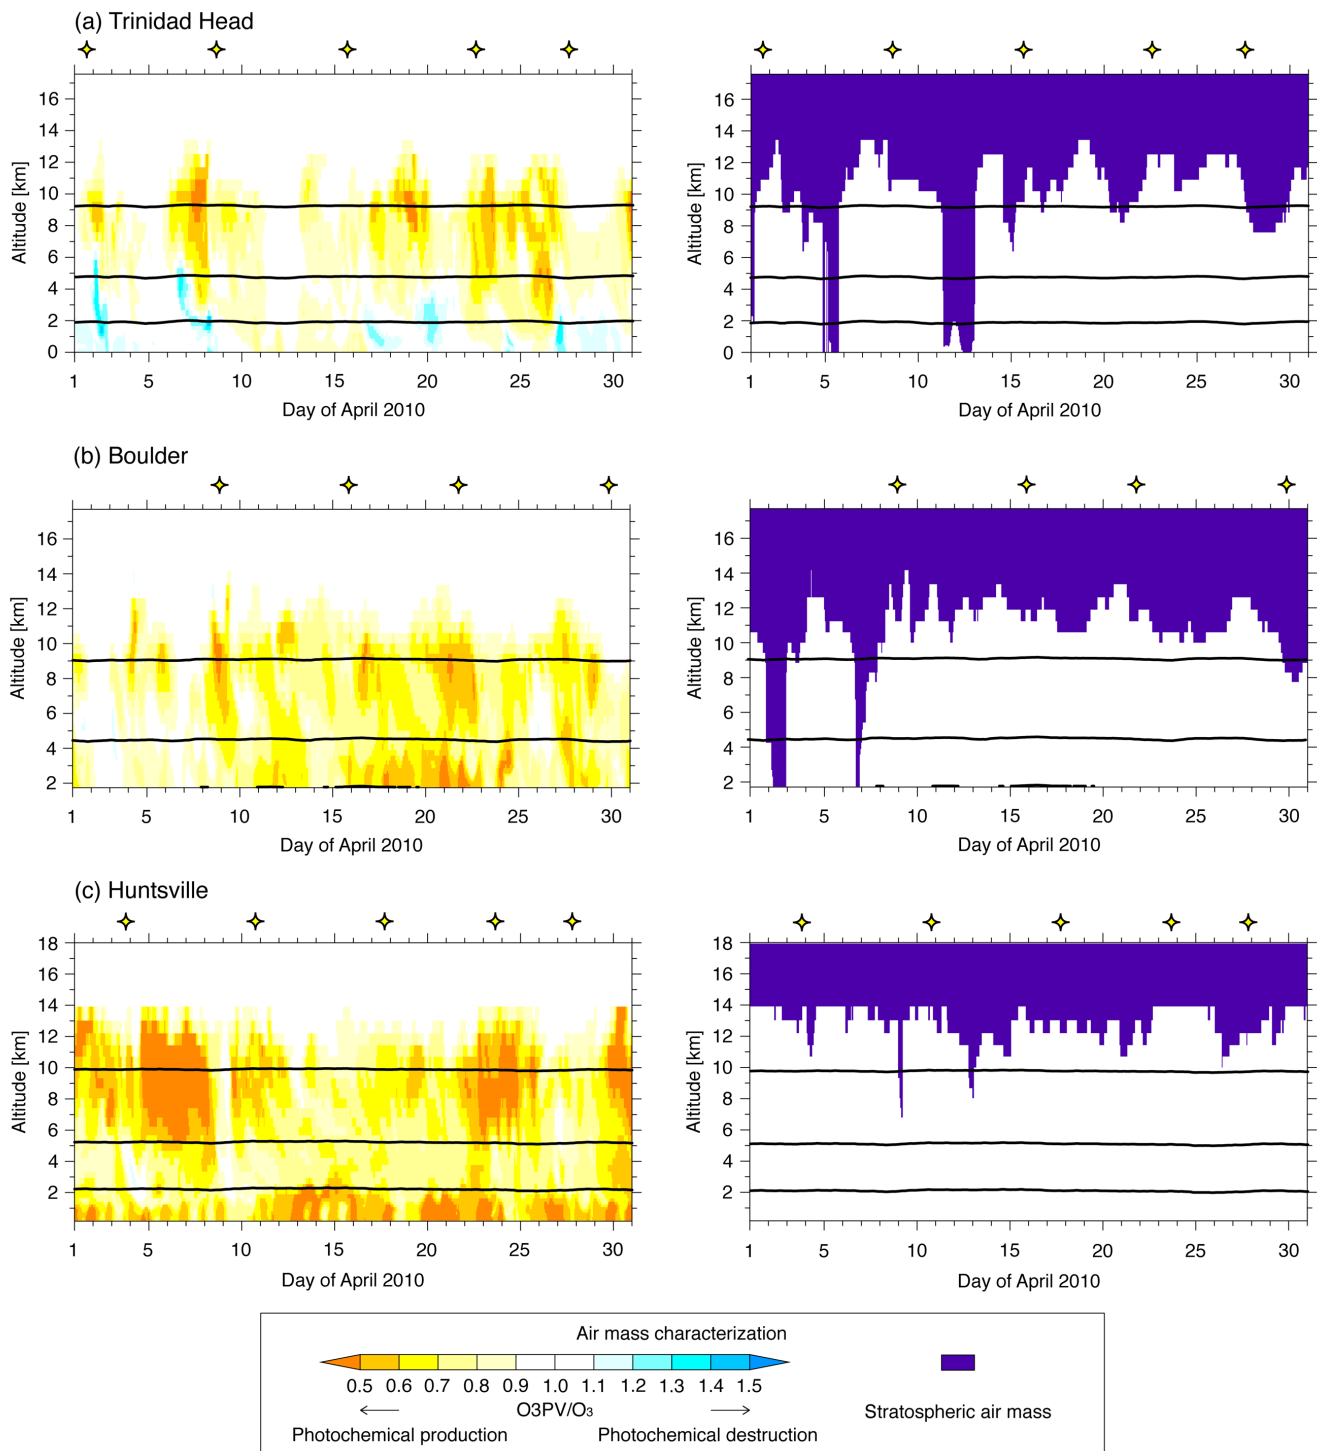 (a) Trinidad Head
Altitude [km]
16
14
12
10
8
6
4
2
0
1 5 10 15 20 25 30
Day of April 2010
Altitude [km]
16
14
12
10
8
6
4
2
0
1 5 10 15 20 25 30
Day of April 2010
(b) Boulder
Altitude [km]
16
14
12
10
8
6
4
2
1 5 10 15 20 25 30
Day of April 2010
Altitude [km]
16
14
12
10
8
6
4
2
1 5 10 15 20 25 30
Day of April 2010
(c) Huntsville
Altitude [km]
18
16
14
12
10
8
6
4
2
1 5 10 15 20 25 30
Day of April 2010
Altitude [km]
18
16
14
12
10
8
6
4
2
1 5 10 15 20 25 30
Day of April 2010
Air mass characterization
0.5 0.6 0.7 0.8 0.9 1.0 1.1 1.2 1.3 1.4 1.5
← O3PV/O₃ →
Photochemical production Photochemical destruction
Stratospheric air mass